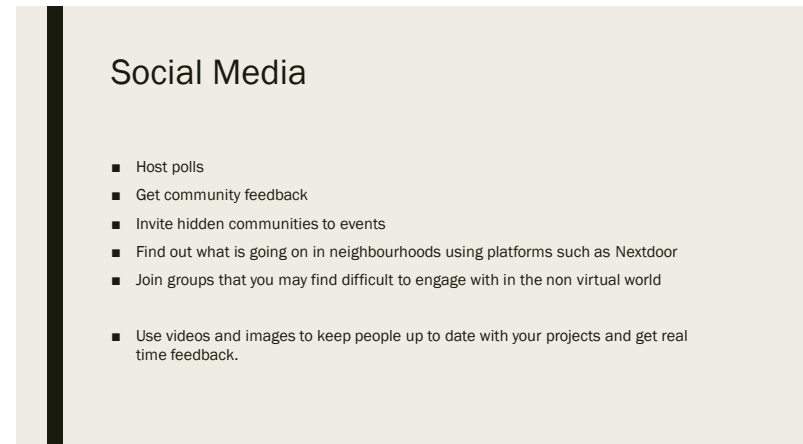 Social Media
■ Host polls
■ Get community feedback
■ Invite hidden communities to events
■ Find out what is going on in neighbourhoods using platforms such as Nextdoor
■ Join groups that you may find difficult to engage with in the non virtual world
■ Use videos and images to keep people up to date with your projects and get real
time feedback.